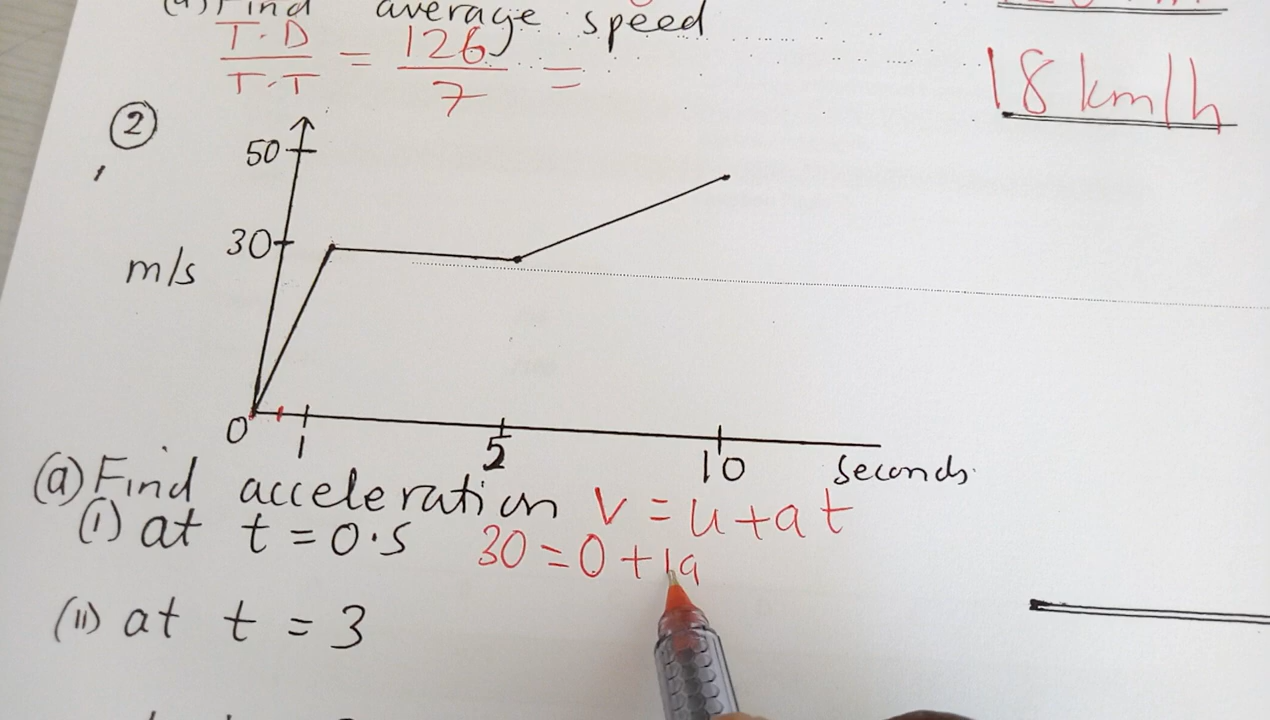 (a) Find average speed
T.D/T.T = 126/7 =
18 km/h
②
50
30
m/s
0 1 5 10 seconds
(a) Find acceleration v = u + at
(i) at t = 0.5 30 = 0 + 1a
(ii) at t = 3